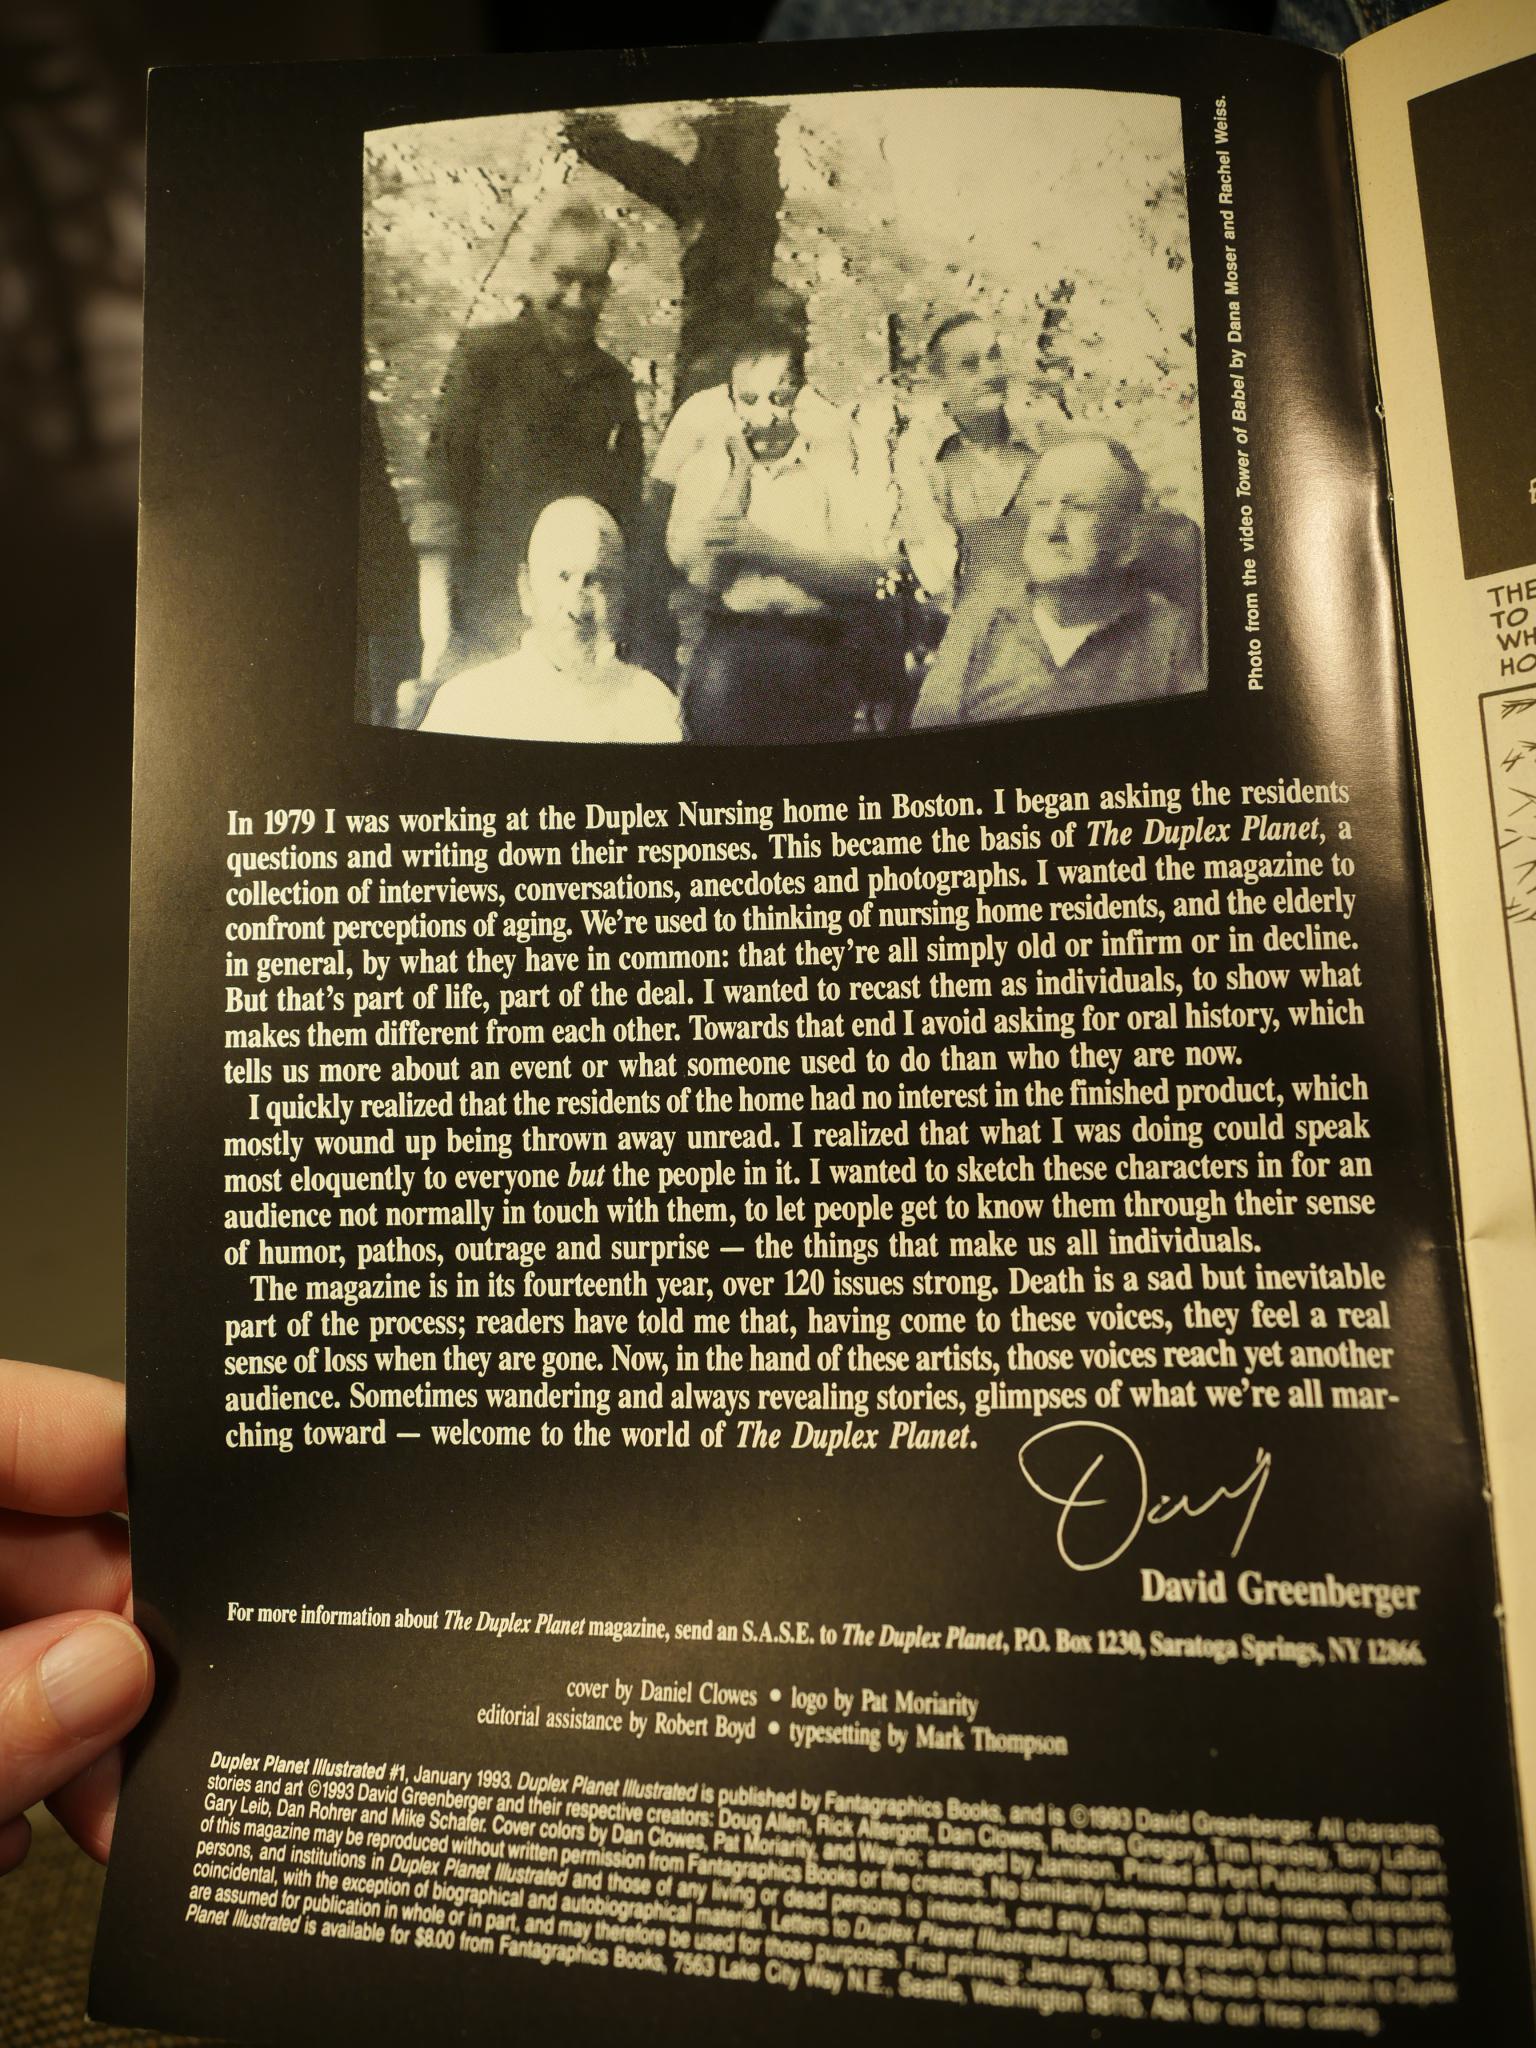 Photo from the video Tower of Babel by Dana Moser and Rachel Weiss.
In 1979 I was working at the Duplex Nursing home in Boston. I began asking the residents
questions and writing down their responses. This became the basis of The Duplex Planet, a
collection of interviews, conversations, anecdotes and photographs. I wanted the magazine to
confront perceptions of aging. We're used to thinking of nursing home residents, and the elderly
in general, by what they have in common: that they're all simply old or infirm or in decline.
But that's part of life, part of the deal. I wanted to recast them as individuals, to show what
makes them different from each other. Towards that end I avoid asking for oral history, which
tells us more about an event or what someone used to do than who they are now.
I quickly realized that the residents of the home had no interest in the finished product, which
mostly wound up being thrown away unread. I realized that what I was doing could speak
most eloquently to everyone but the people in it. I wanted to sketch these characters in for an
audience not normally in touch with them, to let people get to know them through their sense
of humor, pathos, outrage and surprise — the things that make us all individuals.
The magazine is in its fourteenth year, over 120 issues strong. Death is a sad but inevitable
part of the process; readers have told me that, having come to these voices, they feel a real
sense of loss when they are gone. Now, in the hand of these artists, those voices reach yet another
audience. Sometimes wandering and always revealing stories, glimpses of what we're all mar-
ching toward — welcome to the world of The Duplex Planet.
David Greenberger
For more information about The Duplex Planet magazine, send an S.A.S.E. to The Duplex Planet, P.O. Box 1230, Saratoga Springs, NY 12866.
cover by Daniel Clowes • logo by Pat Moriarity
editorial assistance by Robert Boyd • typesetting by Mark Thompson
Duplex Planet Illustrated #1, January 1993. Duplex Planet Illustrated is published by Fantagraphics Books, and is ©1993 David Greenberger. All characters,
stories and art ©1993 David Greenberger and their respective creators: Doug Allen, Rick Altergott, Dan Clowes, Roberta Gregory, Tim Hensley, Terry LaBan,
Gary Leib, Dan Rohrer and Mike Schafer. Cover colors by Dan Clowes, Pat Moriarity, and Wayno; arranged by Jamison. Printed at Port Publications. No part
of this magazine may be reproduced without written permission from Fantagraphics Books or the creators. No similarity between any of the names, characters,
persons, and institutions in Duplex Planet Illustrated and those of any living or dead persons is intended, and any such similarity that may exist is purely
coincidental, with the exception of biographical and autobiographical material. Letters to Duplex Planet Illustrated become the property of the magazine and
are assumed for publication in whole or in part, and may therefore be used for those purposes. First printing: January, 1993. A 3-issue subscription to Duplex
Planet Illustrated is available for $8.00 from Fantagraphics Books, 7563 Lake City Way N.E., Seattle, Washington 98115. Ask for our free catalog.
THE
TO
WH
HO